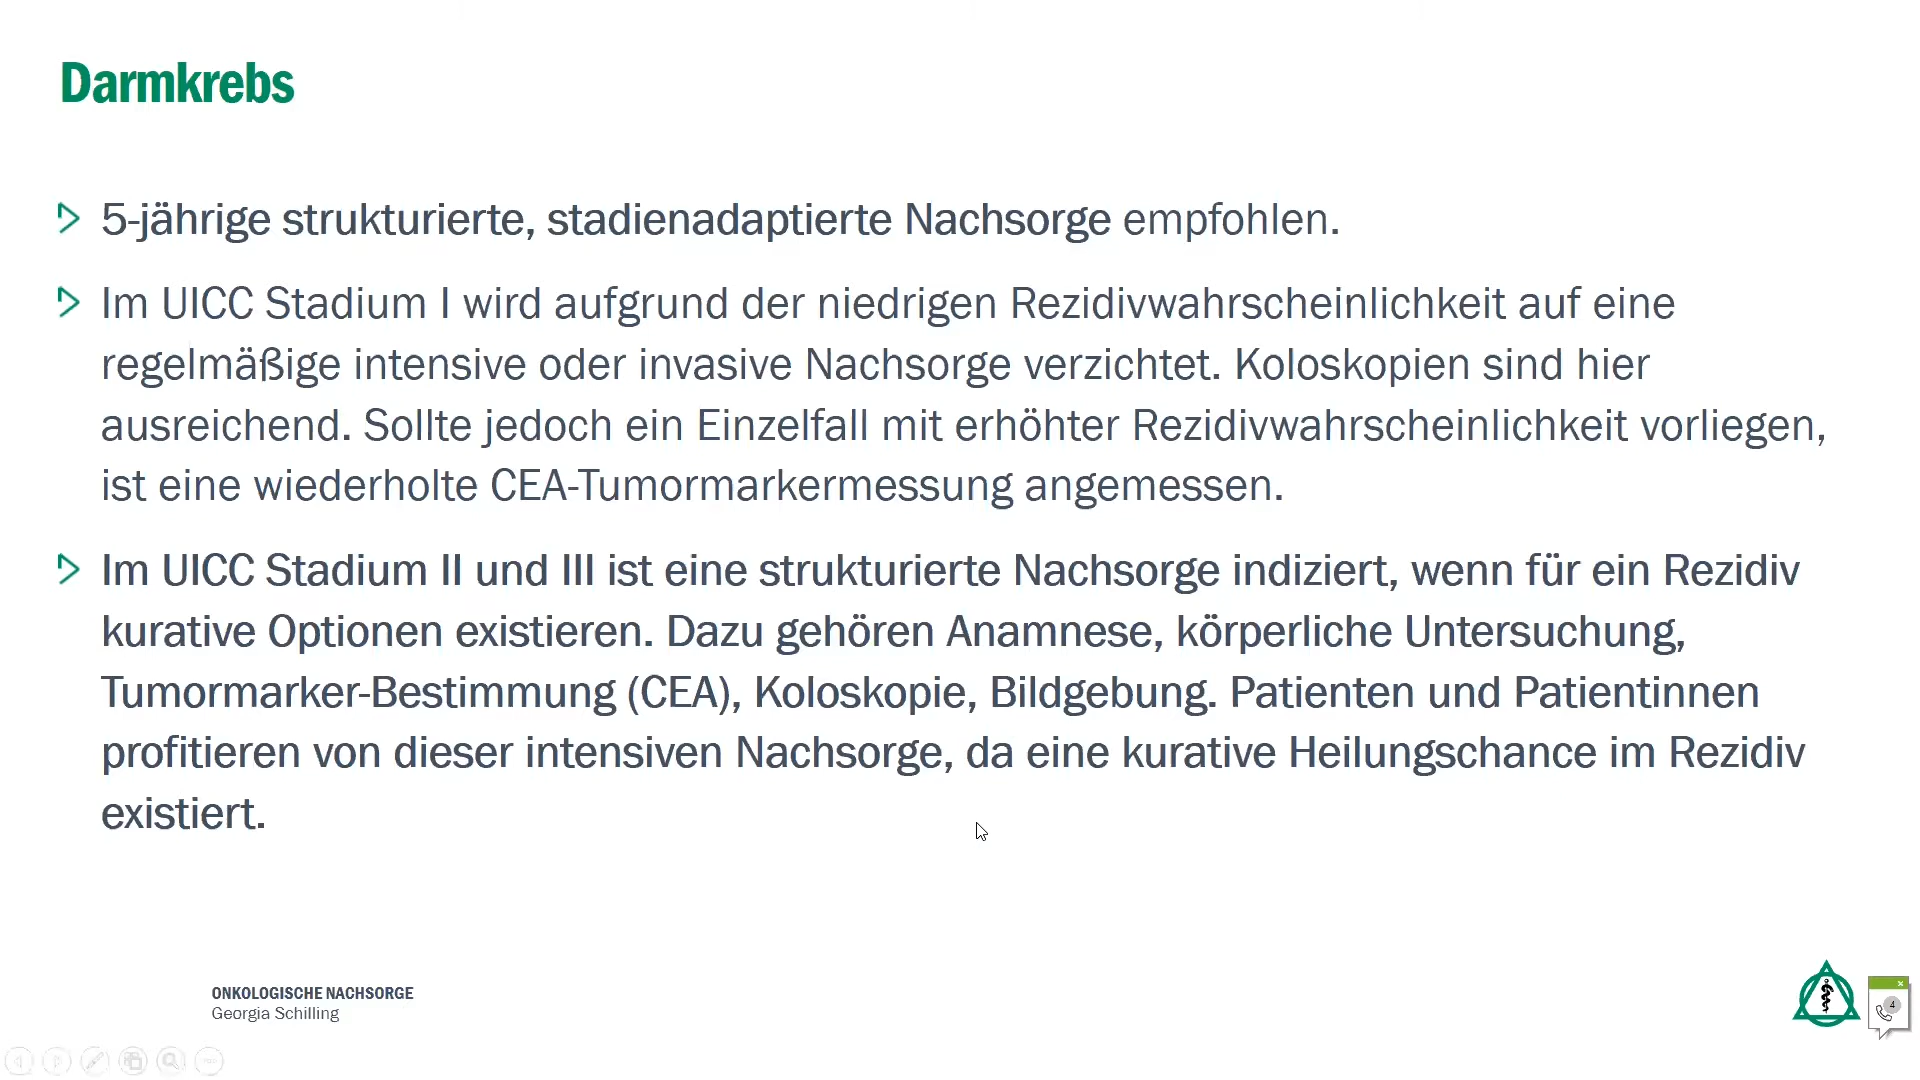 Darmkrebs
5-jährige strukturierte, stadienadaptierte Nachsorge empfohlen.
Im UICC Stadium I wird aufgrund der niedrigen Rezidivwahrscheinlichkeit auf eine
regelmäßige intensive oder invasive Nachsorge verzichtet. Koloskopien sind hier
ausreichend. Sollte jedoch ein Einzelfall mit erhöhter Rezidivwahrscheinlichkeit vorliegen,
ist eine wiederholte CEA-Tumormarkermessung angemessen.
Im UICC Stadium II und III ist eine strukturierte Nachsorge indiziert, wenn für ein Rezidiv
kurative Optionen existieren. Dazu gehören Anamnese, körperliche Untersuchung,
Tumormarker-Bestimmung (CEA), Koloskopie, Bildgebung. Patienten und Patientinnen
profitieren von dieser intensiven Nachsorge, da eine kurative Heilungschance im Rezidiv
existiert.
ONKOLOGISCHE NACHSORGE
Georgia Schilling
4